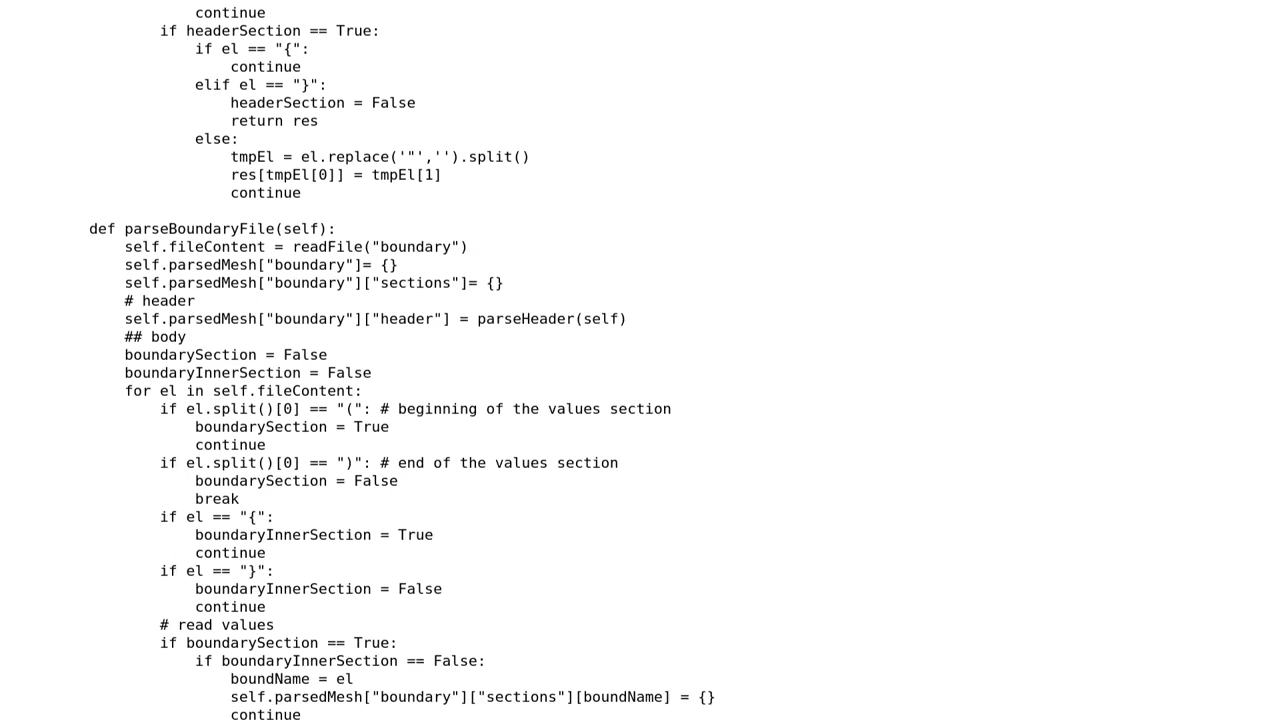 continue
        if headerSection == True:
            if el == "{":
                continue
            elif el == "}":
                headerSection = False
                return res
            else:
                tmpEl = el.replace('"','').split()
                res[tmpEl[0]] = tmpEl[1]
                continue

def parseBoundaryFile(self):
    self.fileContent = readFile("boundary")
    self.parsedMesh["boundary"]= {}
    self.parsedMesh["boundary"]["sections"]= {}
    # header
    self.parsedMesh["boundary"]["header"] = parseHeader(self)
    ## body
    boundarySection = False
    boundaryInnerSection = False
    for el in self.fileContent:
        if el.split()[0] == "(": # beginning of the values section
            boundarySection = True
            continue
        if el.split()[0] == ")": # end of the values section
            boundarySection = False
            break
        if el == "{":
            boundaryInnerSection = True
            continue
        if el == "}":
            boundaryInnerSection = False
            continue
        # read values
        if boundarySection == True:
            if boundaryInnerSection == False:
                boundName = el
                self.parsedMesh["boundary"]["sections"][boundName] = {}
                continue